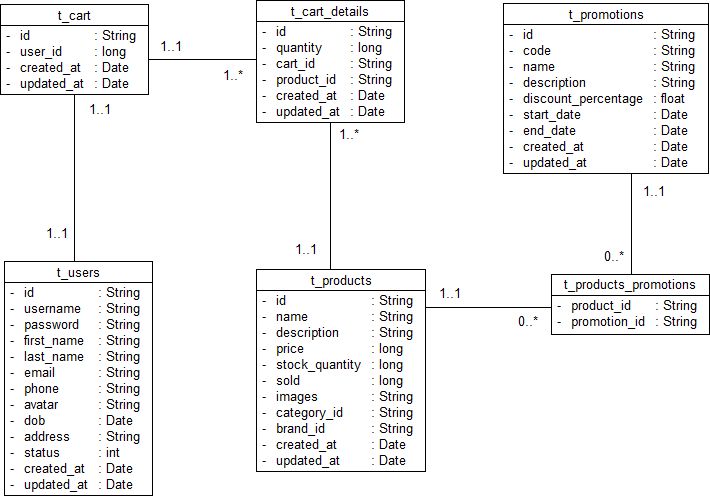 t_cart
- id : String
- user_id : long
- created_at : Date
- updated_at : Date
1..1
1..*
t_cart_details
- id : String
- quantity : long
- cart_id : String
- product_id : String
- created_at : Date
- updated_at : Date
t_promotions
- id : String
- code : String
- name : String
- description : String
- discount_percentage : float
- start_date : Date
- end_date : Date
- created_at : Date
- updated_at : Date
1..1
1..1
1..*
1..1
1..1
0..*
t_users
- id : String
- username : String
- password : String
- first_name : String
- last_name : String
- email : String
- phone : String
- avatar : String
- dob : Date
- address : String
- status : int
- created_at : Date
- updated_at : Date
t_products
- id : String
- name : String
- description : String
- price : long
- stock_quantity : long
- sold : long
- images : String
- category_id : String
- brand_id : String
- created_at : Date
- updated_at : Date
1..1
0..*
t_products_promotions
- product_id : String
- promotion_id : String